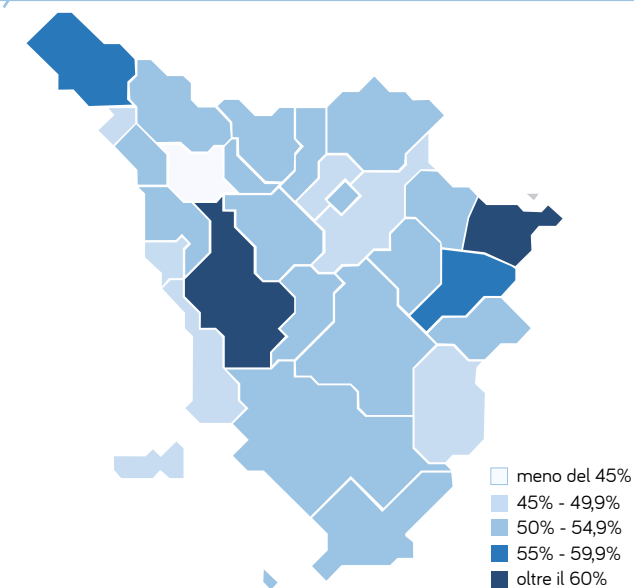 meno del 45%
45% - 49,9%
50% - 54,9%
55% - 59,9%
oltre il 60%